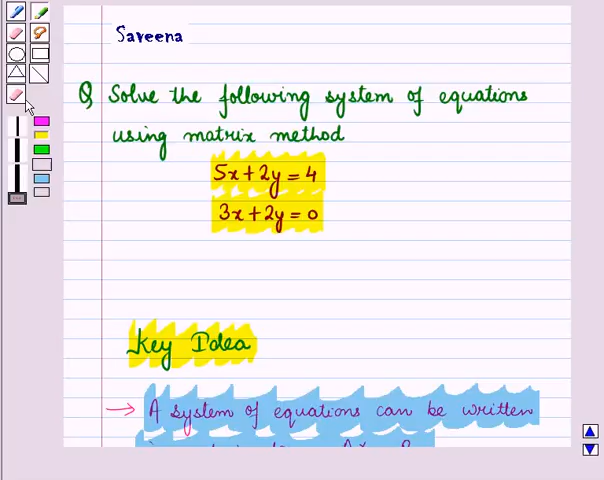 Saveena
Q Solve the following system of equations
using matrix method
5x+2y=4
3x+2y=0
Key Idea
→ A system of equations can be written